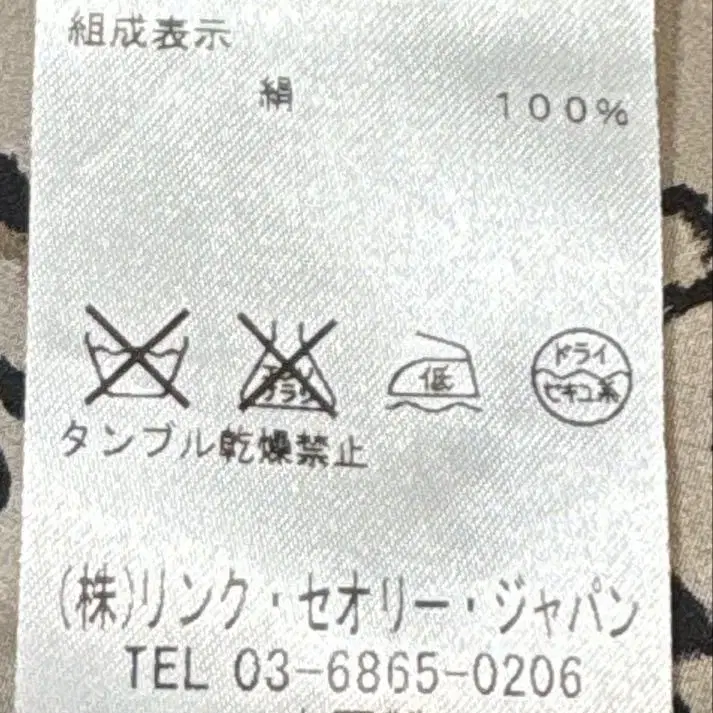 組成表示
絹 100%
低
ドライ
セキユ系
タンブル乾燥禁止
(株)リンク・セオリー・ジャパン
TEL 03-6865-0206